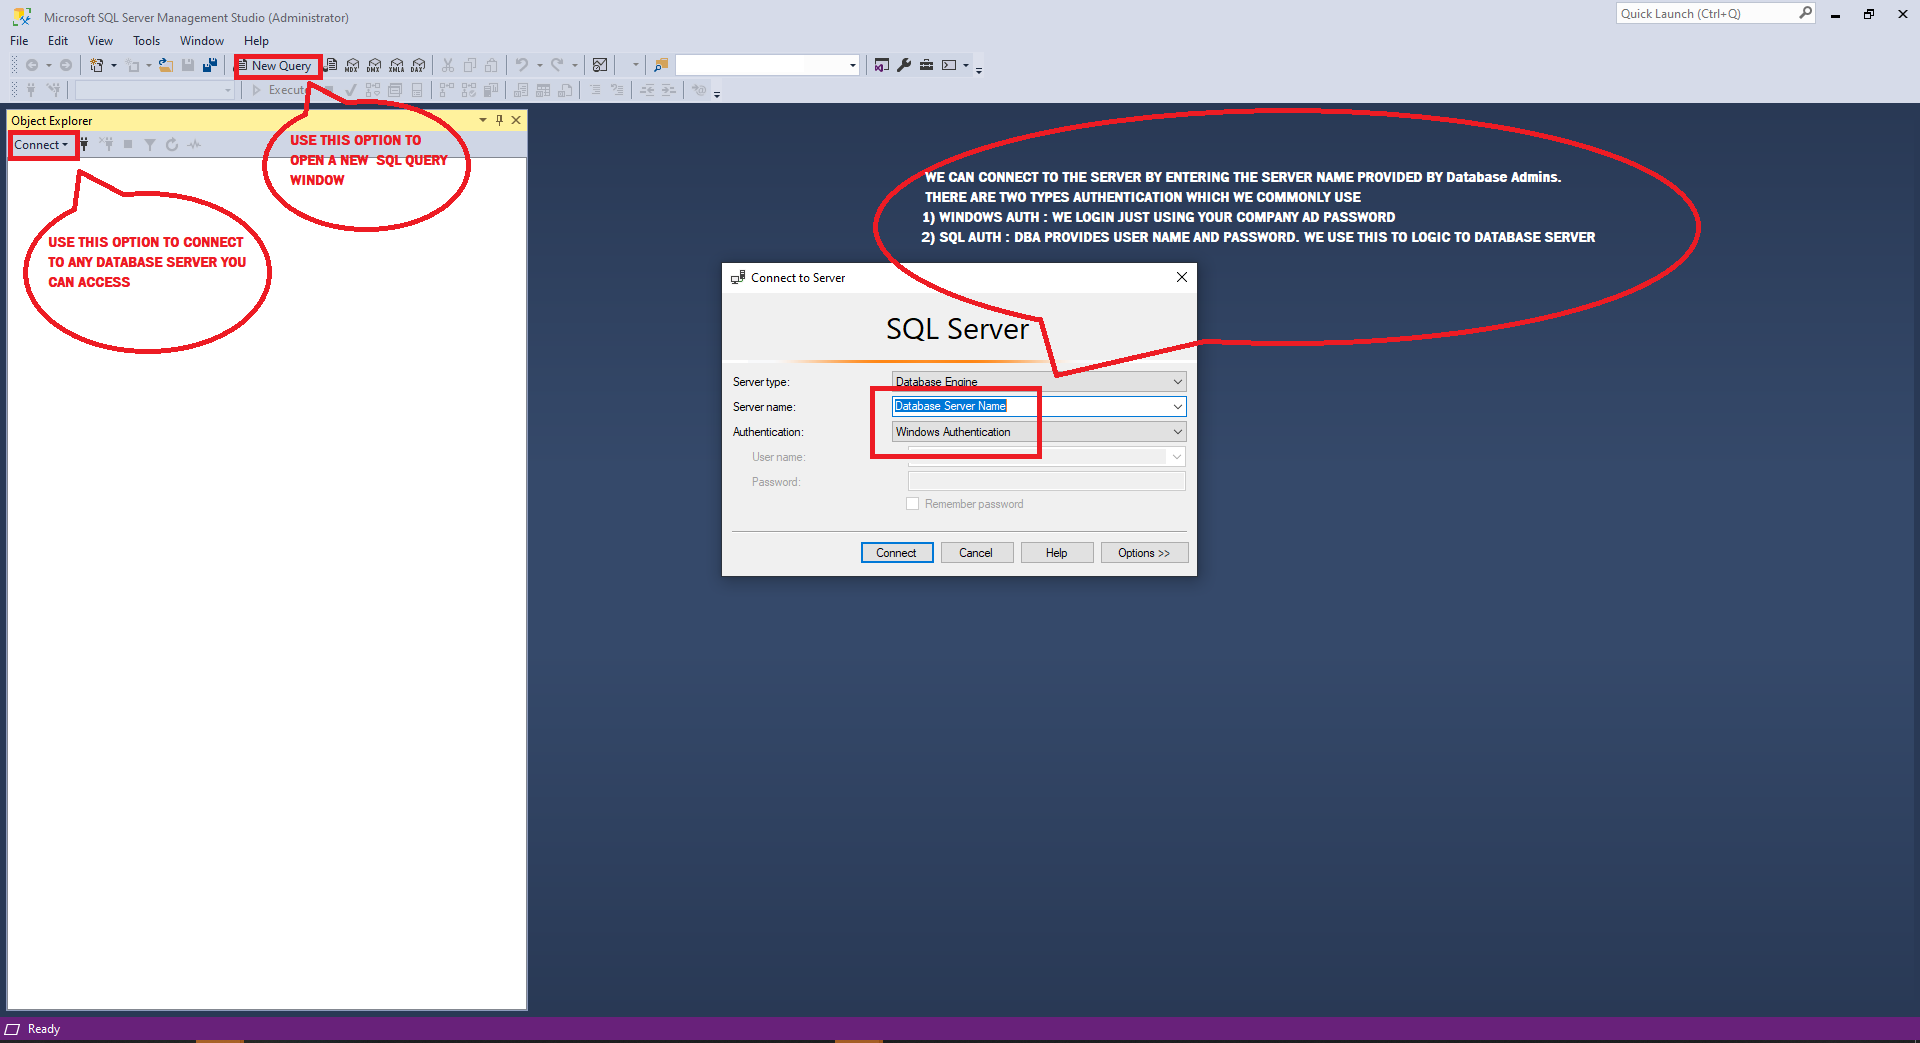 Microsoft SQL Server Management Studio (Administrator)
Quick Launch (Ctrl+Q)
File Edit View Tools Window Help
New Query
MDX DMX XMLA DAX
Execute
Object Explorer
Connect
USE THIS OPTION TO
OPEN A NEW SQL QUERY
WINDOW
USE THIS OPTION TO CONNECT
TO ANY DATABASE SERVER YOU
CAN ACCESS
WE CAN CONNECT TO THE SERVER BY ENTERING THE SERVER NAME PROVIDED BY Database Admins.
THERE ARE TWO TYPES AUTHENTICATION WHICH WE COMMONLY USE
1) WINDOWS AUTH : WE LOGIN JUST USING YOUR COMPANY AD PASSWORD
2) SQL AUTH : DBA PROVIDES USER NAME AND PASSWORD. WE USE THIS TO LOGIC TO DATABASE SERVER
Connect to Server
SQL Server
Server type: Database Engine
Server name: Database Server Name
Authentication: Windows Authentication
User name:
Password:
Remember password
Connect Cancel Help Options >>
Ready